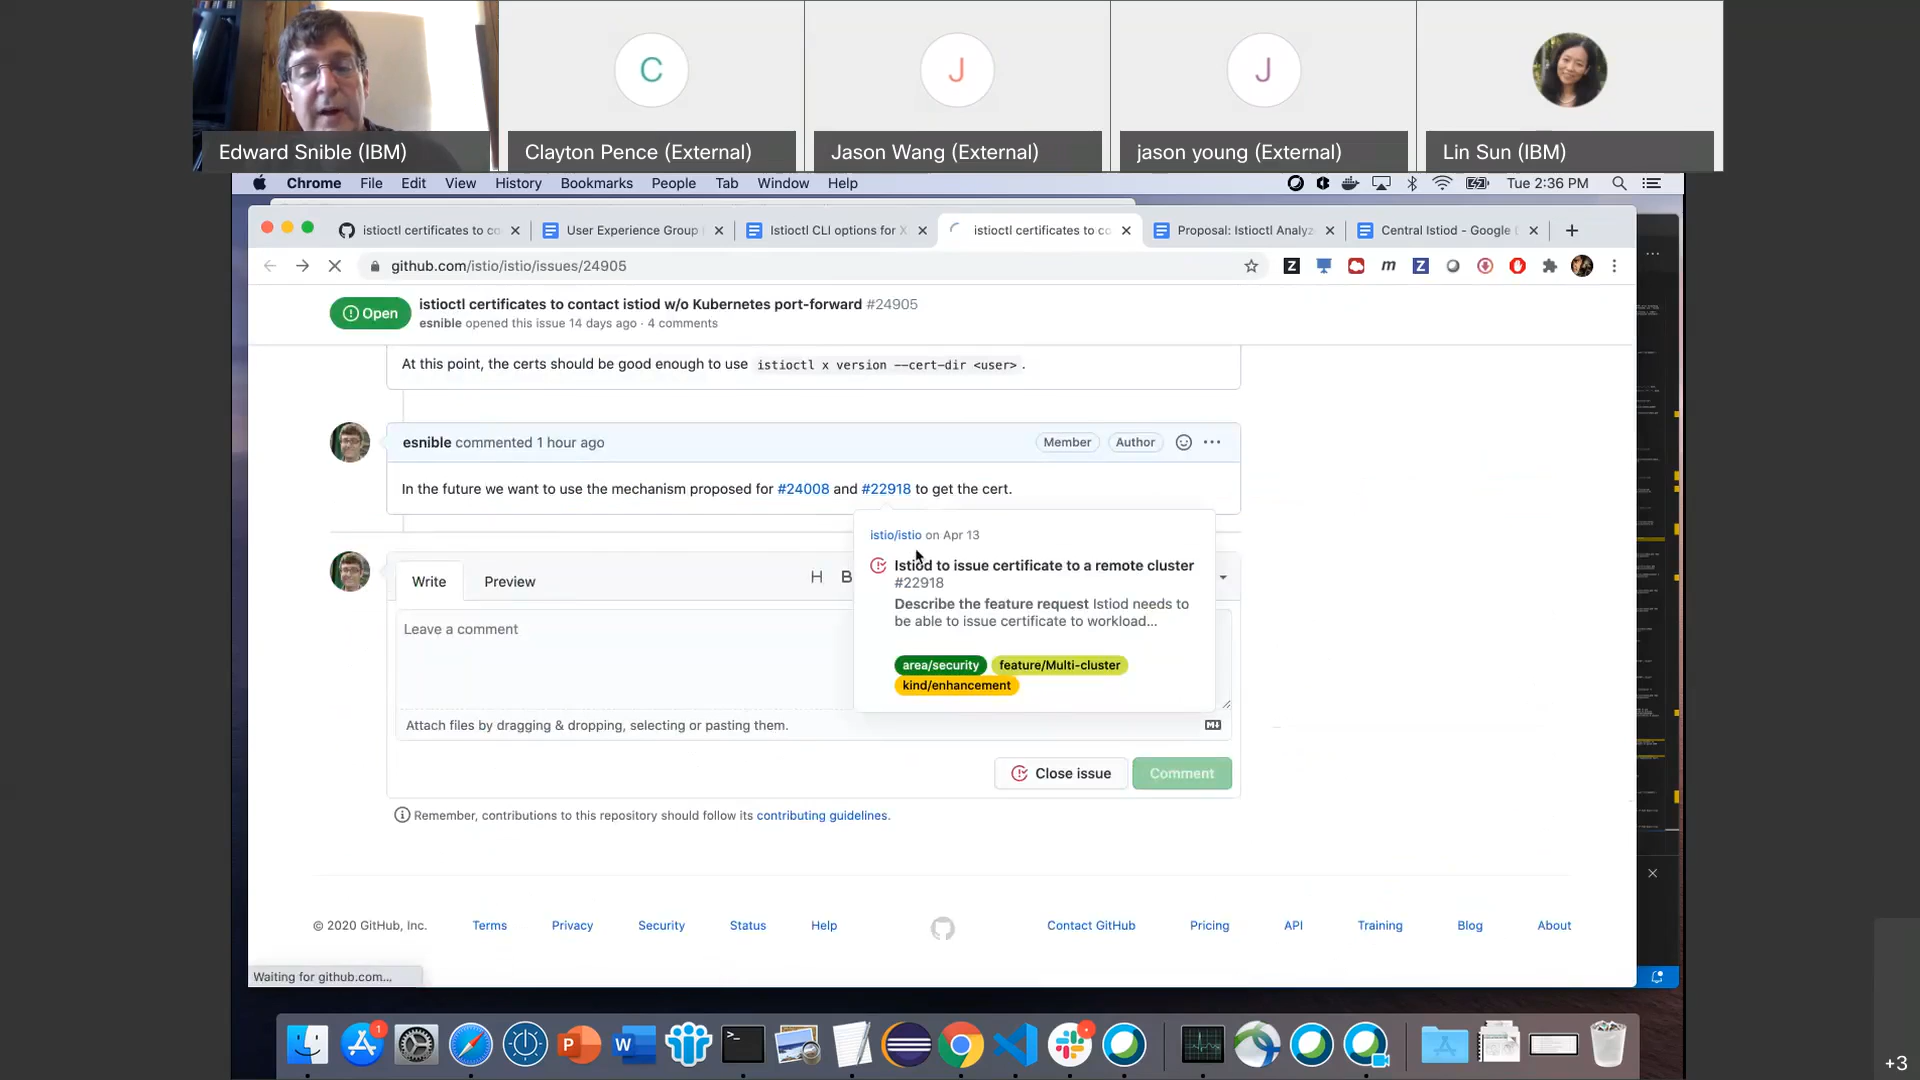 C
J
J
Edward Snible (IBM)
Clayton Pence (External)
Jason Wang (External)
jason young (External)
Lin Sun (IBM)
Chrome File Edit View History Bookmarks People Tab Window Help
Tue 2:36 PM
istioctl certificates to co
User Experience Group
Istioctl CLI options for X
istioctl certificates to co
Proposal: Istioctl Analyz
Central Istiod - Google
github.com/istio/istio/issues/24905
Open
istioctl certificates to contact istiod w/o Kubernetes port-forward #24905
esnible opened this issue 14 days ago · 4 comments
At this point, the certs should be good enough to use istioctl x version --cert-dir <user> .
esnible commented 1 hour ago
Member
Author
In the future we want to use the mechanism proposed for #24008 and #22918 to get the cert.
istio/istio on Apr 13
Istiod to issue certificate to a remote cluster
#22918
Describe the feature request Istiod needs to
be able to issue certificate to workload...
area/security
feature/Multi-cluster
kind/enhancement
Write
Preview
H B
Leave a comment
Attach files by dragging & dropping, selecting or pasting them.
Close issue
Comment
Remember, contributions to this repository should follow its contributing guidelines.
© 2020 GitHub, Inc.
Terms
Privacy
Security
Status
Help
Contact GitHub
Pricing
API
Training
Blog
About
Waiting for github.com...
1
P
W
+3